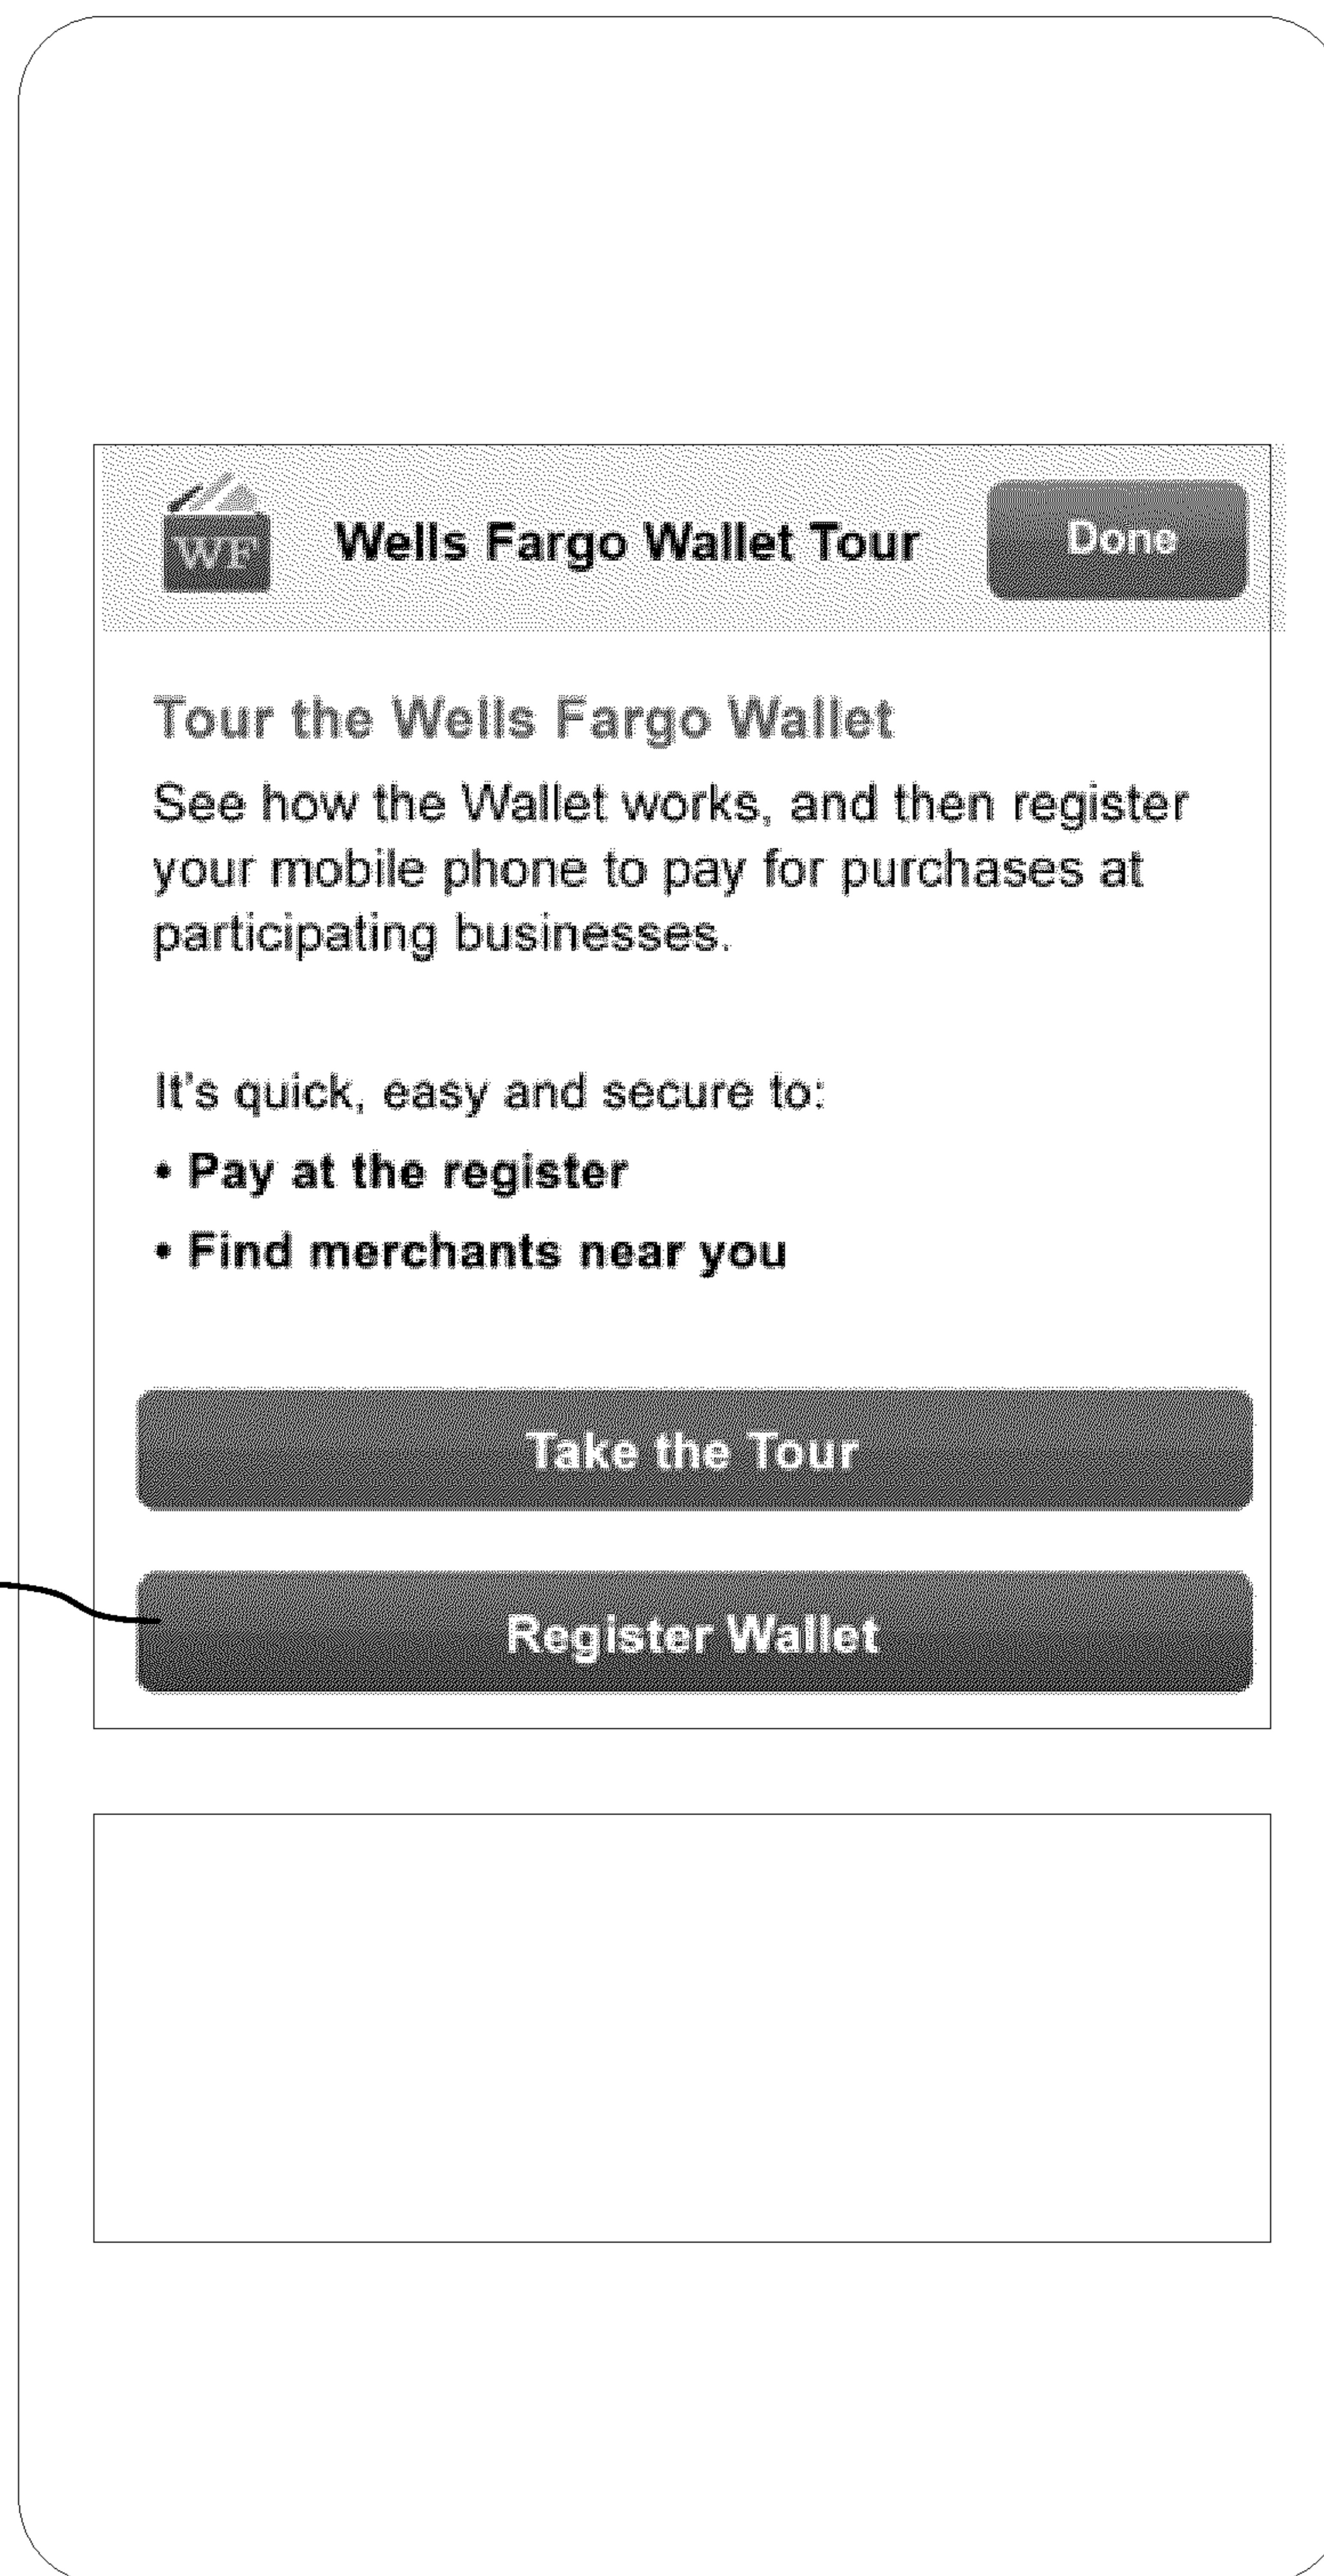 WF Wells Fargo Wallet Tour Done
Tour the Wells Fargo Wallet
See how the Wallet works, and then register
your mobile phone to pay for purchases at
participating businesses.
It's quick, easy and secure to:
• Pay at the register
• Find merchants near you
Take the Tour
Register Wallet